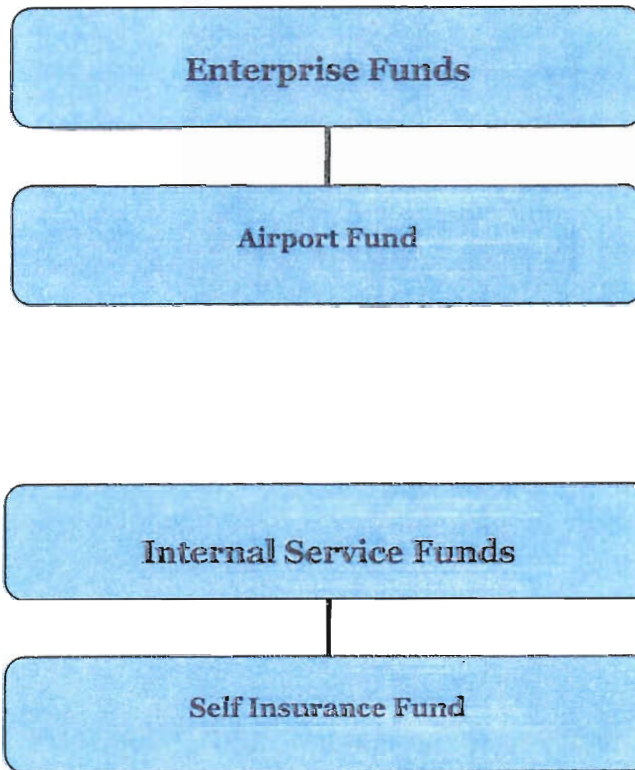 Enterprise Funds
Airport Fund
Internal Service Funds
Self Insurance Fund